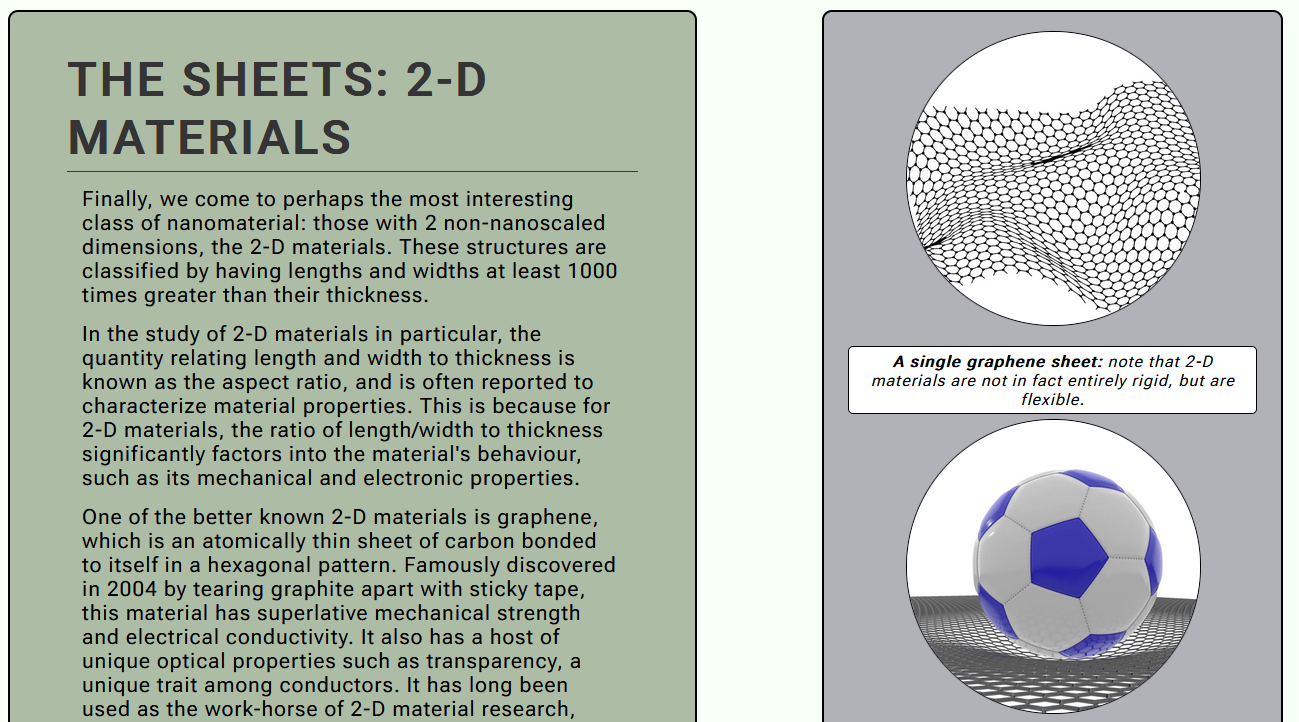 THE SHEETS: 2-D
MATERIALS
Finally, we come to perhaps the most interesting
class of nanomaterial: those with 2 non-nanoscaled
dimensions, the 2-D materials. These structures are
classified by having lengths and widths at least 1000
times greater than their thickness.
In the study of 2-D materials in particular, the
quantity relating length and width to thickness is
known as the aspect ratio, and is often reported to
characterize material properties. This is because for
2-D materials, the ratio of length/width to thickness
significantly factors into the material's behaviour,
such as its mechanical and electronic properties.
One of the better known 2-D materials is graphene,
which is an atomically thin sheet of carbon bonded
to itself in a hexagonal pattern. Famously discovered
in 2004 by tearing graphite apart with sticky tape,
this material has superlative mechanical strength
and electrical conductivity. It also has a host of
unique optical properties such as transparency, a
unique trait among conductors. It has long been
used as the work-horse of 2-D material research,
A single graphene sheet: note that 2-D
materials are not in fact entirely rigid, but are
flexible.